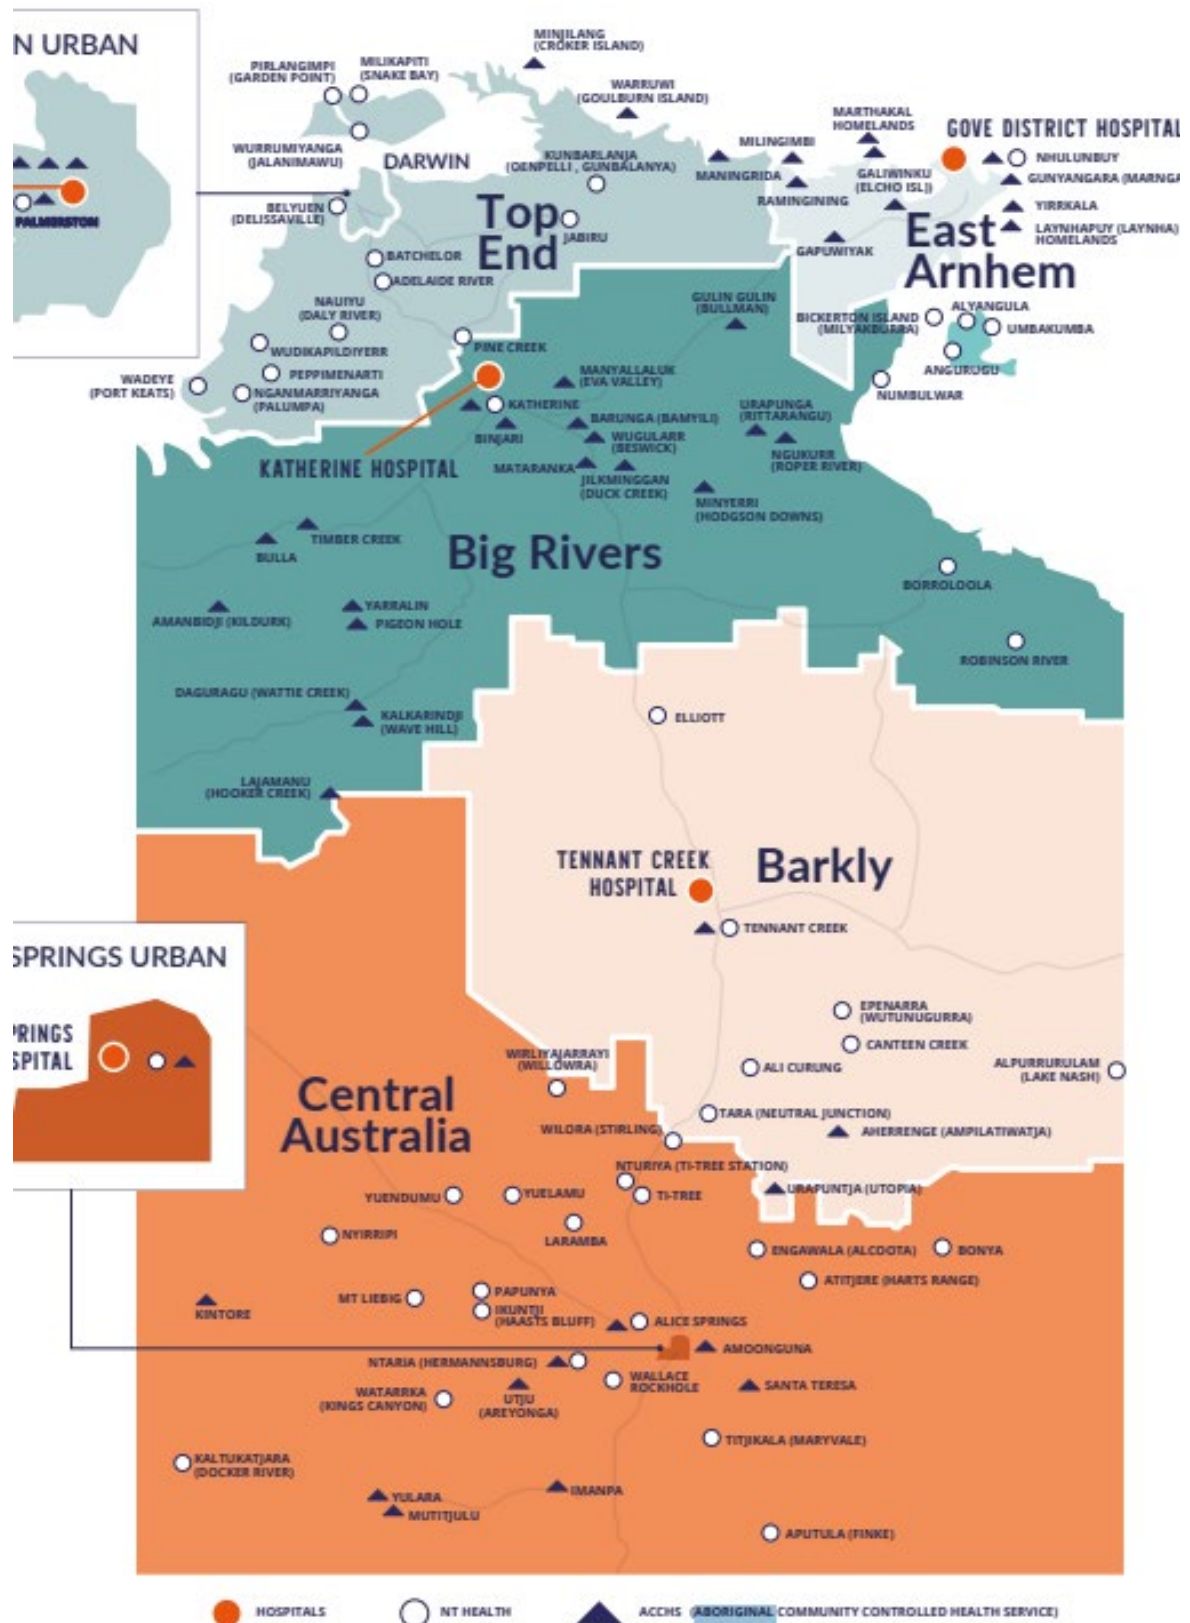 N URBAN
PALMERSTON
MINJILANG
(CROKER ISLAND)
PIRLANGIMPI
(GARDEN POINT)
MILIKAPITI
(SNAKE BAY)
WARRUWI
(GOULBURN ISLAND)
MARTHAKAL
HOMELANDS
GOVE DISTRICT HOSPITAL
WURRUMIYANGA
(JALANIMAWU)
DARWIN
KUNBARLANJA
(OENPELLI , GUNBALANYA)
MILINGIMBI
MANINGRIDA
RAMINGINING
GALIWINKU
(ELCHO ISL))
NHULUNBUY
GUNYANGARA (MARNGA
YIRRKALA
LAYNHAPUY (LAYNHA)
HOMELANDS
BELYUEN
(DELISSAVILLE)
Top
End
JABIRU
GAPUWIYAK
East
Arnhem
BATCHELOR
ADELAIDE RIVER
NAUIYU
(DALY RIVER)
GULIN GULIN
(BULLMAN)
BICKERTON ISLAND
(MILYAKBURRA)
ALYANGULA
UMBAKUMBA
ANGURUGU
NUMBULWAR
WUDIKAPILDIYERR
PINE CREEK
PEPPIMENARTI
WADEYE
(PORT KEATS)
NGANMARRIYANGA
(PALUMPA)
MANYALLALUK
(EVA VALLEY)
KATHERINE
BINJARI
BARUNGA (BAMYILI)
WUGULARR
(BESWICK)
URAPUNGA
(RITTARANGU)
NGUKURR
(ROPER RIVER)
KATHERINE HOSPITAL
MATARANKA
JILKMINGGAN
(DUCK CREEK)
MINYERRI
(HODGSON DOWNS)
TIMBER CREEK
BULLA
Big Rivers
BORROLOOLA
AMANBIDJI (KILDURK)
YARRALIN
PIGEON HOLE
ROBINSON RIVER
DAGURAGU (WATTIE CREEK)
KALKARINDJI
(WAVE HILL)
ELLIOTT
LAJAMANU
(HOOKER CREEK)
TENNANT CREEK
HOSPITAL
Barkly
TENNANT CREEK
SPRINGS URBAN
PRINGS
SPITAL
EPENARRA
(WUTUNUGURRA)
CANTEEN CREEK
ALI CURUNG
ALPURRURULAM
(LAKE NASH)
WIRLIYAJARRAYI
(WILLOWRA)
Central
Australia
TARA (NEUTRAL JUNCTION)
WILORA (STIRLING)
AHERRENGE (AMPILATIWATJA)
NTURIYA (TI-TREE STATION)
YUENDUMU
YUELAMU
TI-TREE
URAPUNTJA (UTOPIA)
NYIRRIPI
LARAMBA
ENGAWALA (ALCOOTA)
BONYA
ATITJERE (HARTS RANGE)
KINTORE
MT LIEBIG
PAPUNYA
IKUNTJI
(HAASTS BLUFF)
ALICE SPRINGS
AMOONGUNA
NTARIA (HERMANNSBURG)
WALLACE
ROCKHOLE
SANTA TERESA
WATARRKA
(KINGS CANYON)
UTJU
(AREYONGA)
TITJIKALA (MARYVALE)
KALTUKATJARA
(DOCKER RIVER)
YULARA
MUTITJULU
IMANPA
APUTULA (FINKE)
HOSPITALS
NT HEALTH
ACCHS (ABORIGINAL COMMUNITY CONTROLLED HEALTH SERVICE)